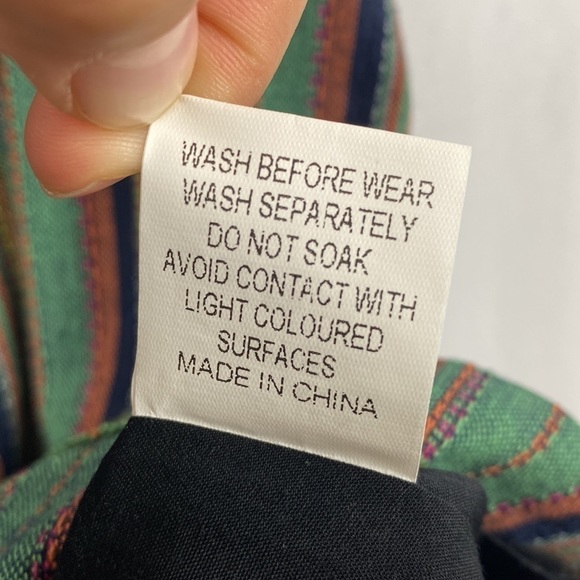 WASH BEFORE WEAR
WASH SEPARATELY
DO NOT SOAK
AVOID CONTACT WITH
LIGHT COLOURED
SURFACES
MADE IN CHINA